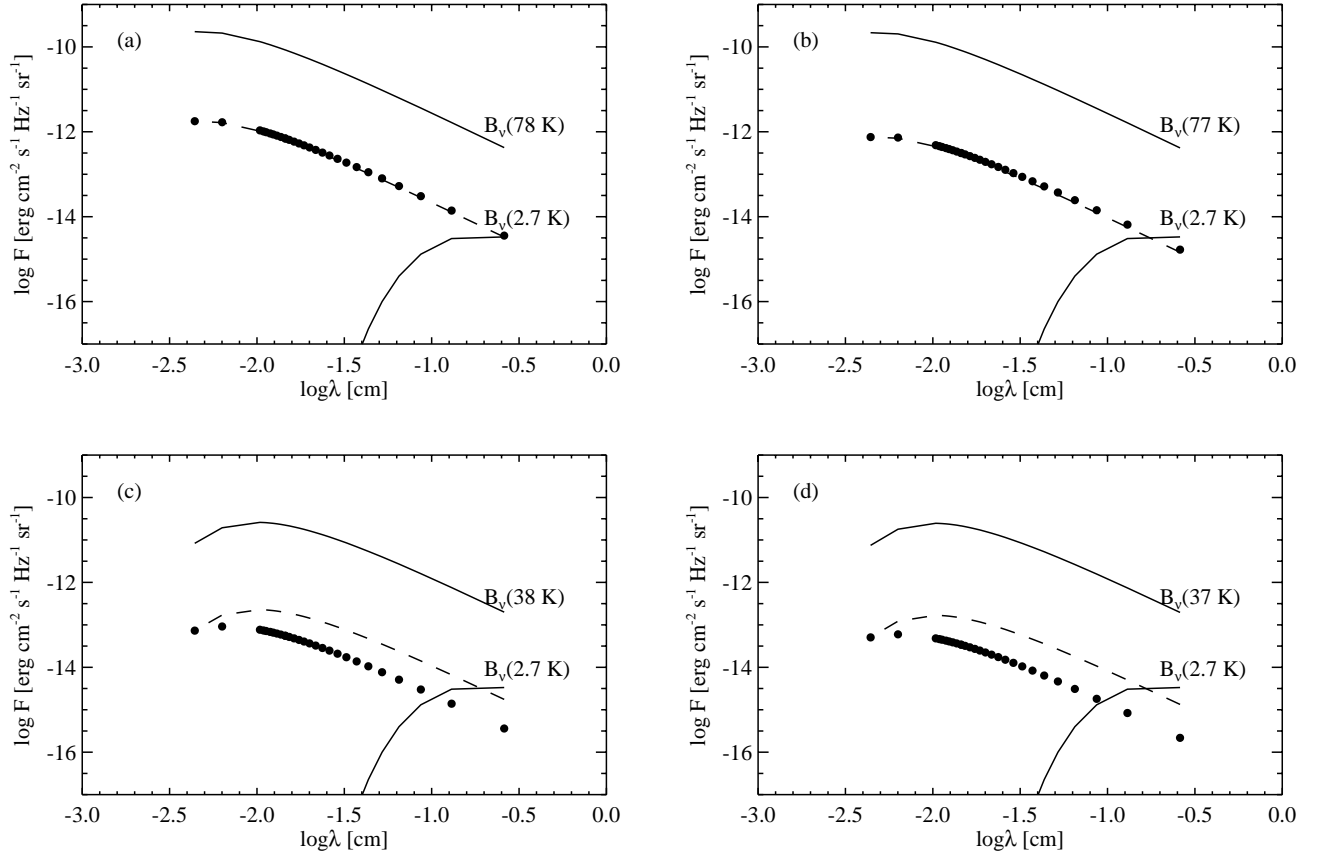 (a)
B_ν(78 K)
B_ν(2.7 K)
-10
-12
-14
-16
log F [erg cm⁻² s⁻¹ Hz⁻¹ sr⁻¹]
-3.0 -2.5 -2.0 -1.5 -1.0 -0.5 0.0
logλ [cm]
(b)
B_ν(77 K)
B_ν(2.7 K)
-10
-12
-14
-16
log F [erg cm⁻² s⁻¹ Hz⁻¹ sr⁻¹]
-3.0 -2.5 -2.0 -1.5 -1.0 -0.5 0.0
logλ [cm]
(c)
B_ν(38 K)
B_ν(2.7 K)
-10
-12
-14
-16
log F [erg cm⁻² s⁻¹ Hz⁻¹ sr⁻¹]
-3.0 -2.5 -2.0 -1.5 -1.0 -0.5 0.0
logλ [cm]
(d)
B_ν(37 K)
B_ν(2.7 K)
-10
-12
-14
-16
log F [erg cm⁻² s⁻¹ Hz⁻¹ sr⁻¹]
-3.0 -2.5 -2.0 -1.5 -1.0 -0.5 0.0
logλ [cm]